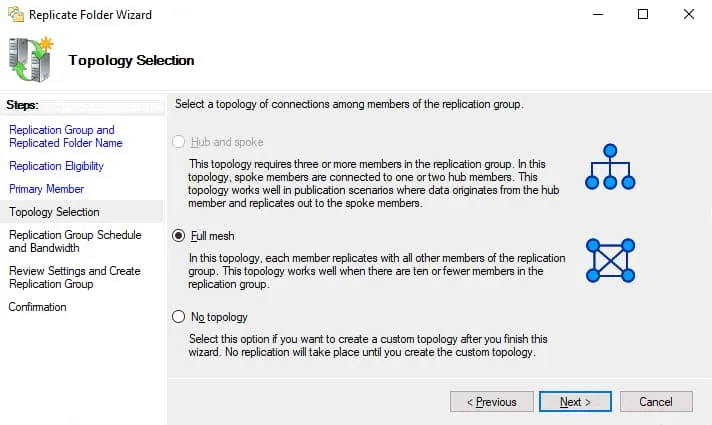 Replicate Folder Wizard
Topology Selection
Steps:
Replication Group and
Replicated Folder Name
Replication Eligibility
Primary Member
Topology Selection
Replication Group Schedule
and Bandwidth
Review Settings and Create
Replication Group
Confirmation
Select a topology of connections among members of the replication group.
Hub and spoke
This topology requires three or more members in the replication group. In this
topology, spoke members are connected to one or two hub members. This
topology works well in publication scenarios where data originates from the hub
member and replicates out to the spoke members.
Full mesh
In this topology, each member replicates with all other members of the replication
group. This topology works well when there are ten or fewer members in the
replication group.
No topology
Select this option if you want to create a custom topology after you finish this
wizard. No replication will take place until you create the custom topology.
< Previous
Next >
Cancel